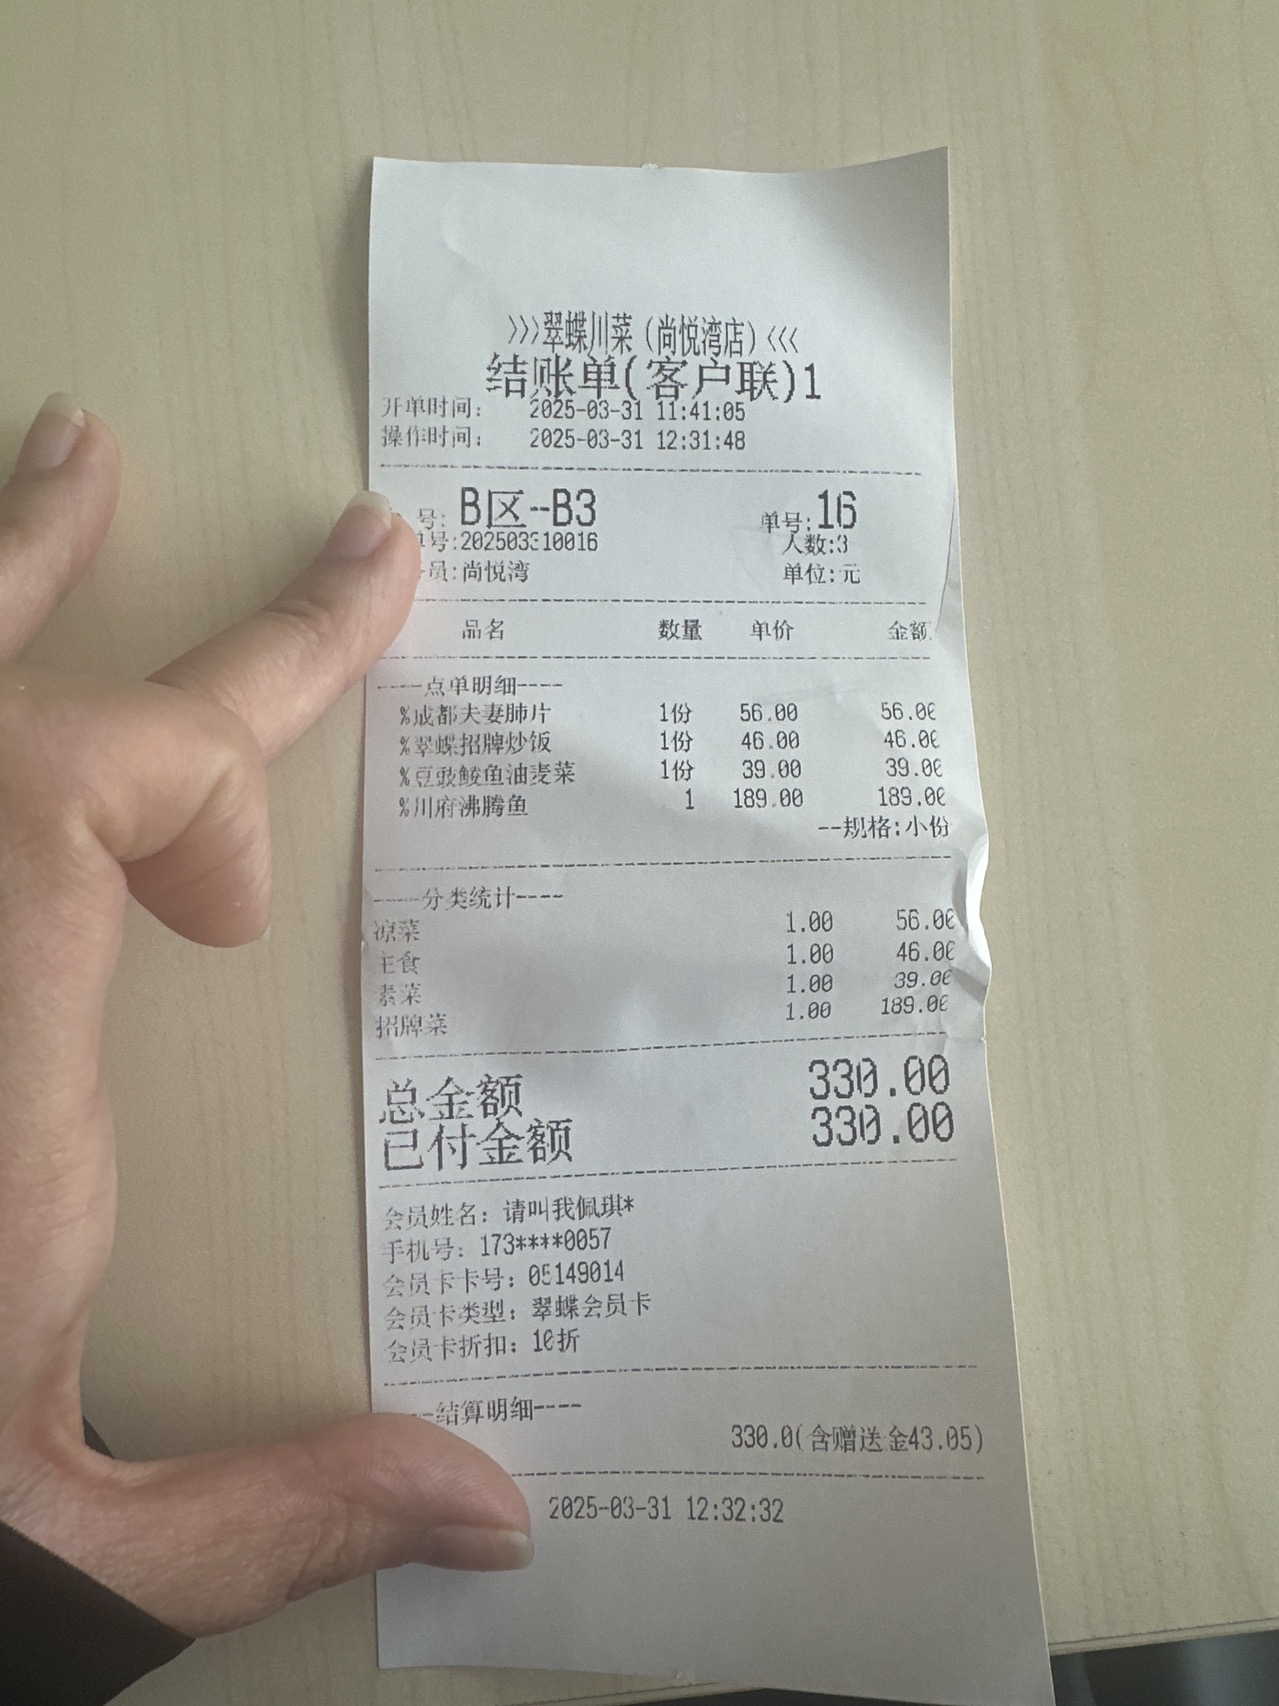 >>>翠蝶川菜(尚悦湾店)<<<
结账单(客户联)1
开单时间： 2025-03-31 11:41:05
操作时间： 2025-03-31 12:31:48
号：B区--B3 单号:16
单号:202503310016 人数:3
员:尚悦湾 单位:元
品名 数量 单价 金额
----点单明细----
%成都夫妻肺片 1份 56.00 56.00
%翠蝶招牌炒饭 1份 46.00 46.00
%豆豉鲮鱼油麦菜 1份 39.00 39.00
%川府沸腾鱼 1 189.00 189.00
--规格:小份
----分类统计----
凉菜 1.00 56.00
主食 1.00 46.00
素菜 1.00 39.00
招牌菜 1.00 189.00
总金额 330.00
已付金额 330.00
会员姓名：请叫我佩琪*
手机号：173****0057
会员卡卡号：05149014
会员卡类型：翠蝶会员卡
会员卡折扣：10折
--结算明细----
330.0(含赠送金43.05)
2025-03-31 12:32:32